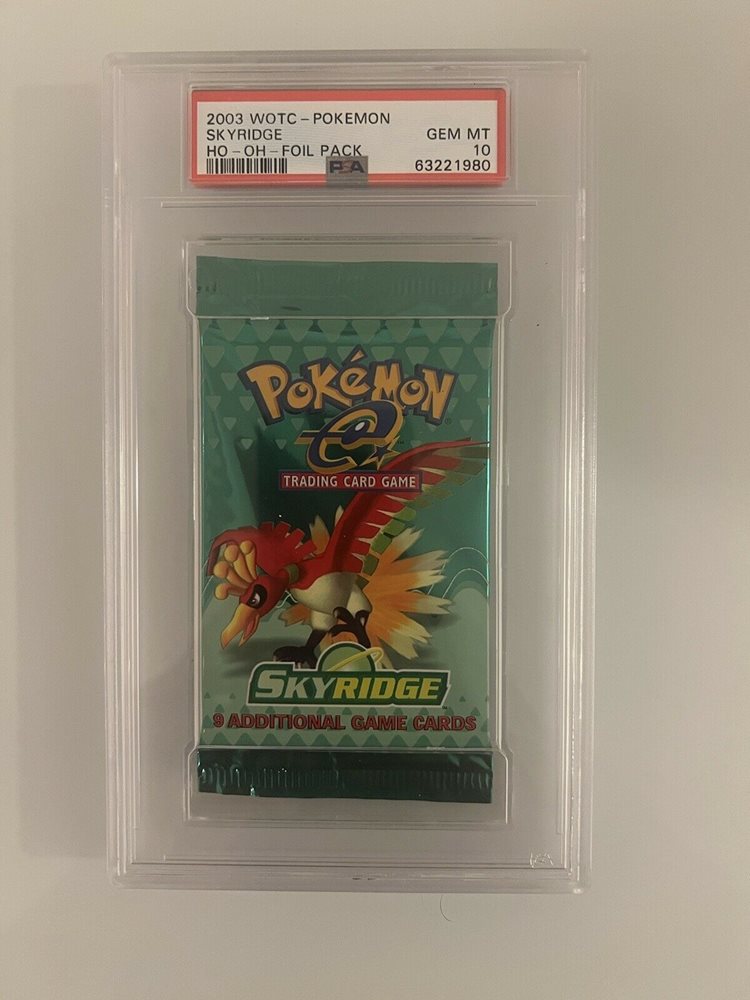 2003 WOTC - POKEMON
SKYRIDGE GEM MT
HO - OH - FOIL PACK 10
PSA 63221980
POKéMON
e
TRADING CARD GAME
SKYRIDGE
9 ADDITIONAL GAME CARDS